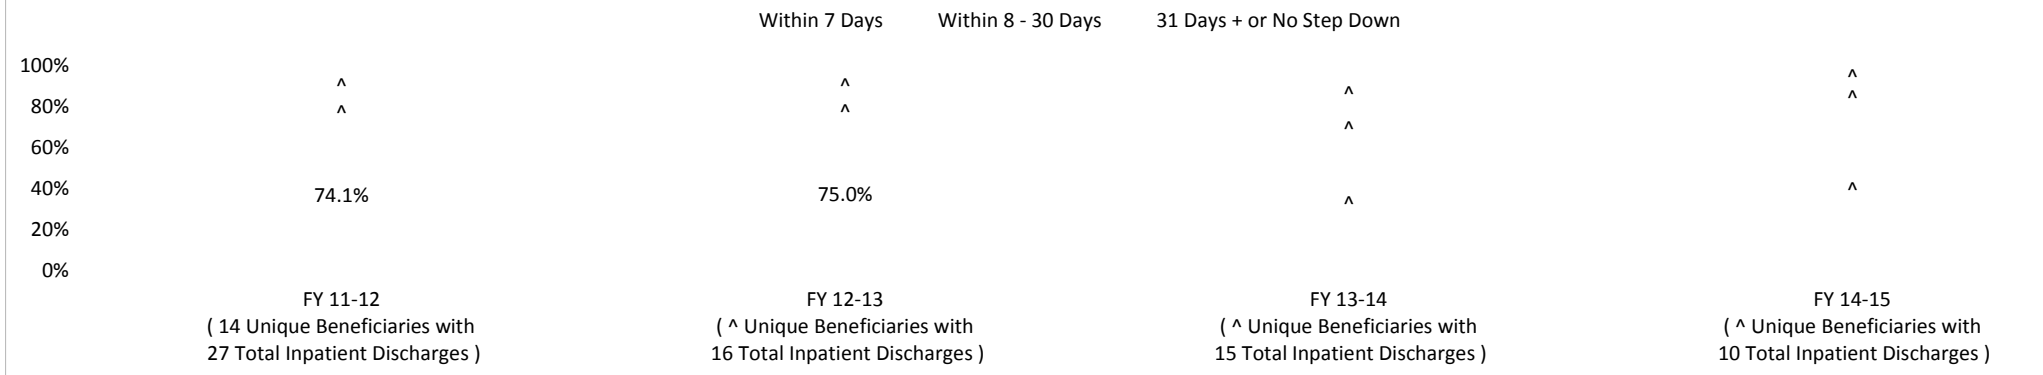 Within 7 Days Within 8 - 30 Days 31 Days + or No Step Down
100%
^ ^ ^ ^
80%
^ ^ ^ ^
60%
40%
74.1% 75.0% ^ ^
20%
0%
FY 11-12 FY 12-13 FY 13-14 FY 14-15
( 14 Unique Beneficiaries with ( ^ Unique Beneficiaries with ( ^ Unique Beneficiaries with ( ^ Unique Beneficiaries with
27 Total Inpatient Discharges ) 16 Total Inpatient Discharges ) 15 Total Inpatient Discharges ) 10 Total Inpatient Discharges )